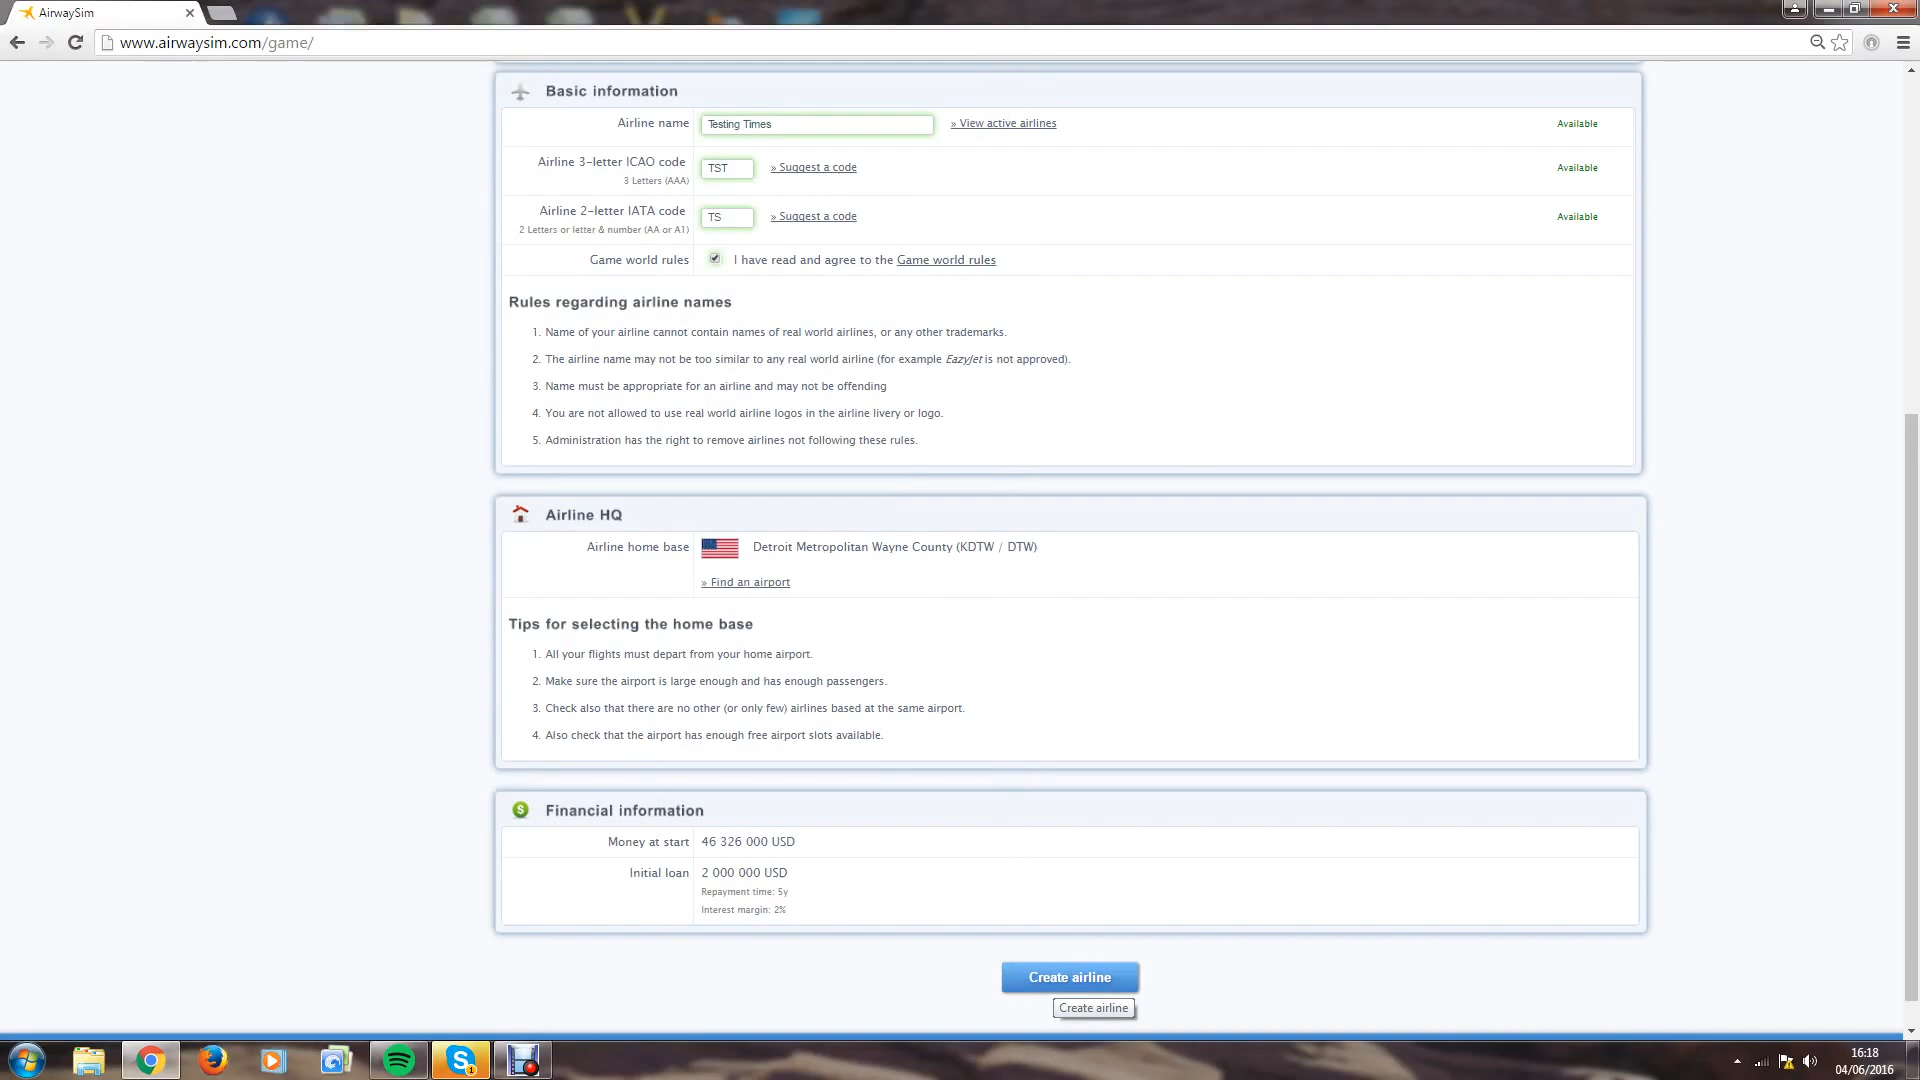 AirwaySim
www.airwaysim.com/game/
Basic information
Airline name
Testing Times
» View active airlines
Available
Airline 3-letter ICAO code
3 Letters (AAA)
TST
» Suggest a code
Available
Airline 2-letter IATA code
2 Letters or letter & number (AA or A1)
TS
» Suggest a code
Available
Game world rules
I have read and agree to the Game world rules
Rules regarding airline names
1. Name of your airline cannot contain names of real world airlines, or any other trademarks.
2. The airline name may not be too similar to any real world airline (for example EazyJet is not approved).
3. Name must be appropriate for an airline and may not be offending
4. You are not allowed to use real world airline logos in the airline livery or logo.
5. Administration has the right to remove airlines not following these rules.
Airline HQ
Airline home base
Detroit Metropolitan Wayne County (KDTW / DTW)
» Find an airport
Tips for selecting the home base
1. All your flights must depart from your home airport.
2. Make sure the airport is large enough and has enough passengers.
3. Check also that there are no other (or only few) airlines based at the same airport.
4. Also check that the airport has enough free airport slots available.
$ Financial information
Money at start
46 326 000 USD
Initial loan
2 000 000 USD
Repayment time: 5y
Interest margin: 2%
Create airline
Create airline
1
16:18
04/06/2016